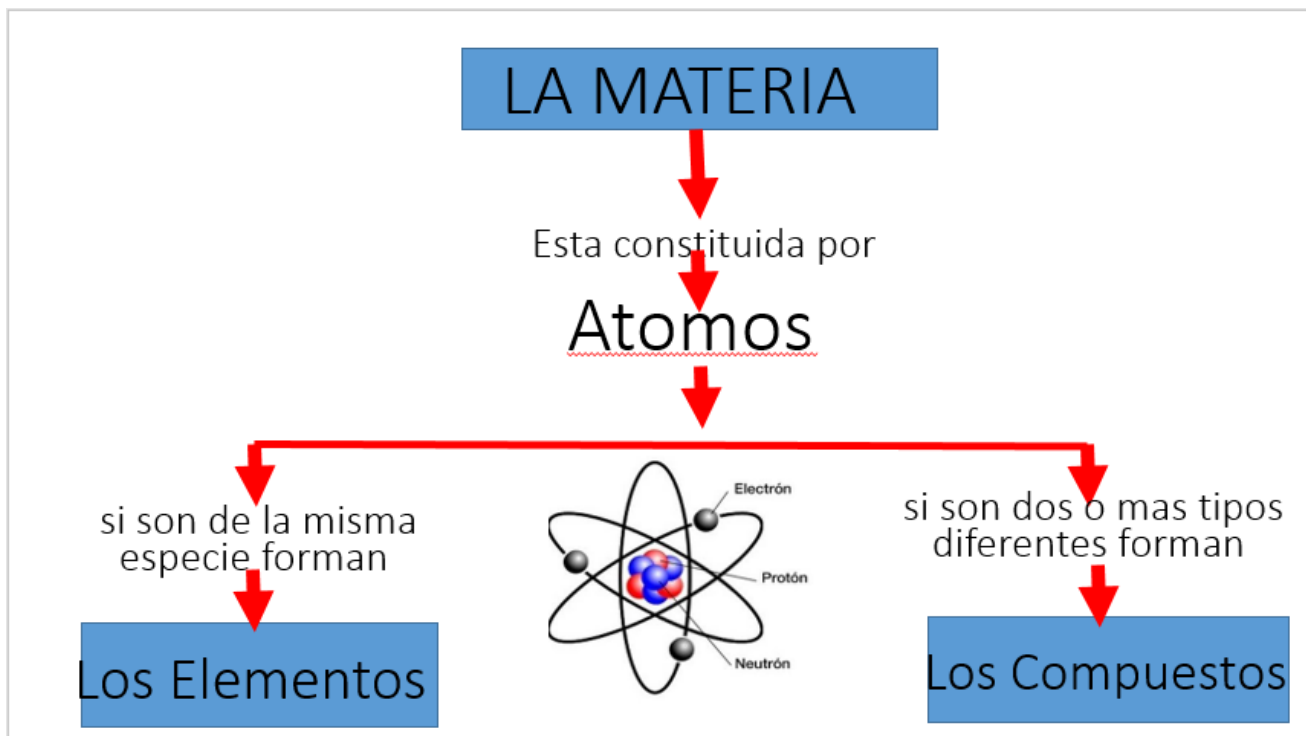 LA MATERIA
Esta constituida por
Atomos
si son de la misma
especie forman
Los Elementos
Electrón
Protón
Neutrón
si son dos o mas tipos
diferentes forman
Los Compuestos